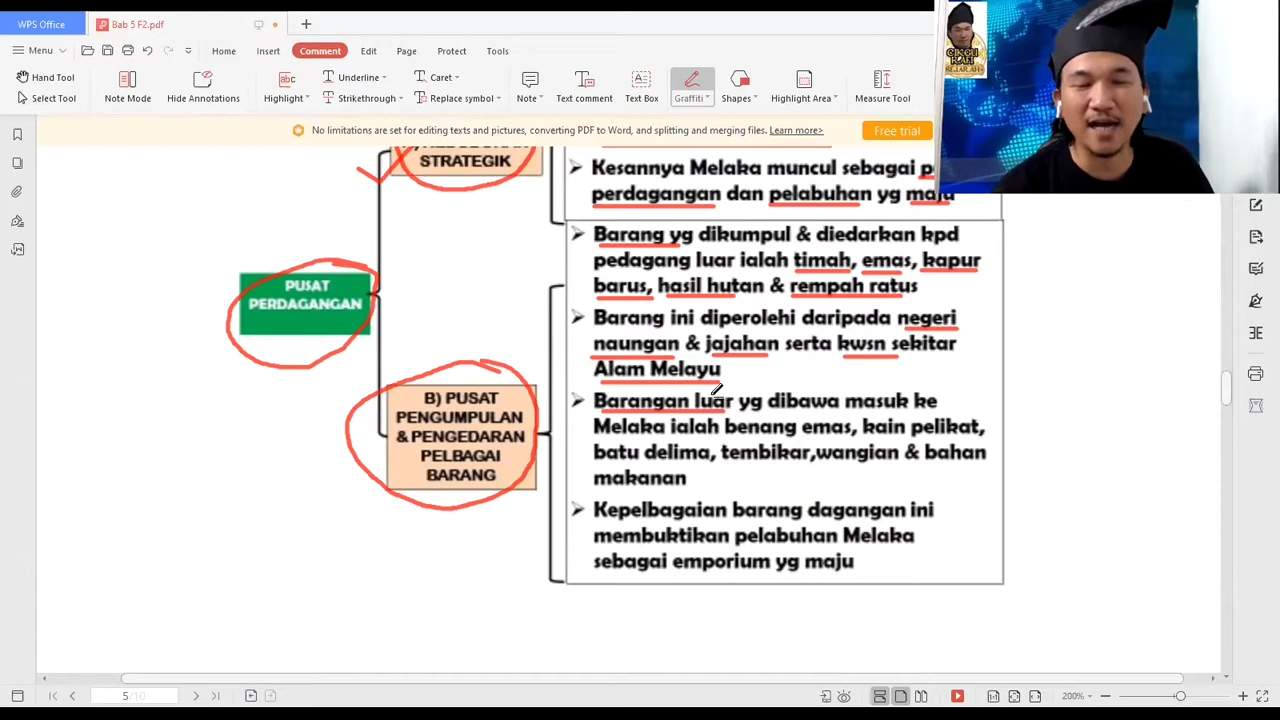 WPS Office
Bab 5 F2.pdf
Menu
Home
Insert
Comment
Edit
Page
Protect
Tools
Hand Tool
Select Tool
Note Mode
Hide Annotations
Highlight
Underline
Strikethrough
Caret
Replace symbol
Note
Text comment
Text Box
Graffiti
Shapes
Highlight Area
Measure Tool
No limitations are set for editing texts and pictures, converting PDF to Word, and splitting and merging files. Learn more>
Free trial
CIKGU
RAFI
SEJARAH
STRATEGIK
Kesannya Melaka muncul sebagai
perdagangan dan pelabuhan yg maju
PUSAT
PERDAGANGAN
Barang yg dikumpul & diedarkan kpd
pedagang luar ialah timah, emas, kapur
barus, hasil hutan & rempah ratus
Barang ini diperolehi daripada negeri
naungan & jajahan serta kwsn sekitar
Alam Melayu
B) PUSAT
PENGUMPULAN
& PENGEDARAN
PELBAGAI
BARANG
Barangan luar yg dibawa masuk ke
Melaka ialah benang emas, kain pelikat,
batu delima, tembikar,wangian & bahan
makanan
Kepelbagaian barang dagangan ini
membuktikan pelabuhan Melaka
sebagai emporium yg maju
5/10
200%